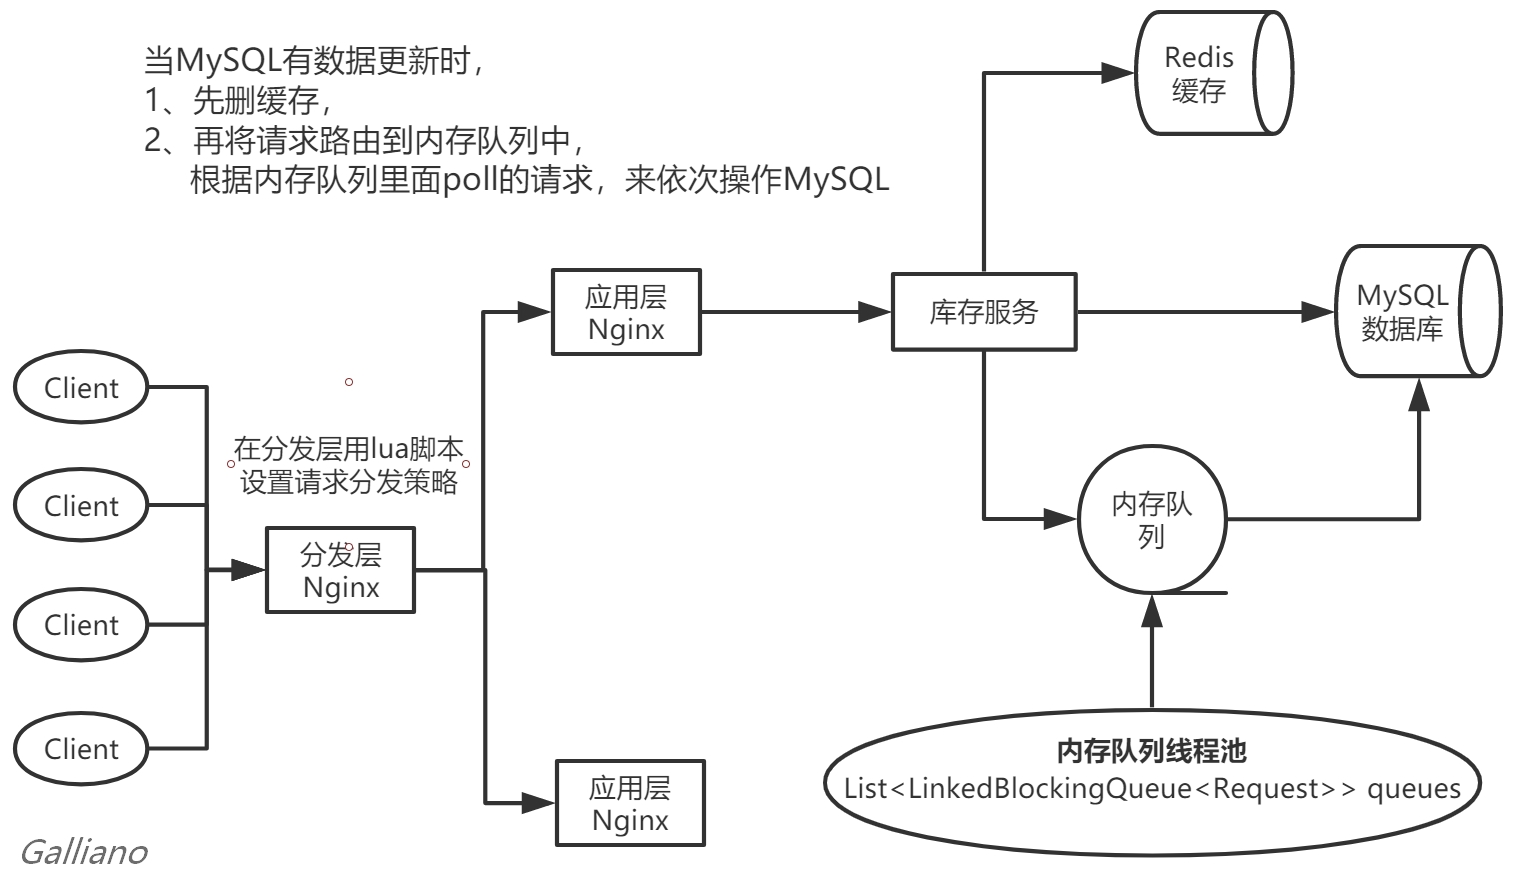 当MySQL有数据更新时，
1、先删缓存，
2、再将请求路由到内存队列中，
根据内存队列里面poll的请求，来依次操作MySQL
Redis
缓存
应用层
Nginx
库存服务
MySQL
数据库
Client
Client
Client
Client
在分发层用lua脚本
设置请求分发策略
分发层
Nginx
内存队
列
内存队列线程池
List<LinkedBlockingQueue<Request>> queues
应用层
Nginx
Galliano